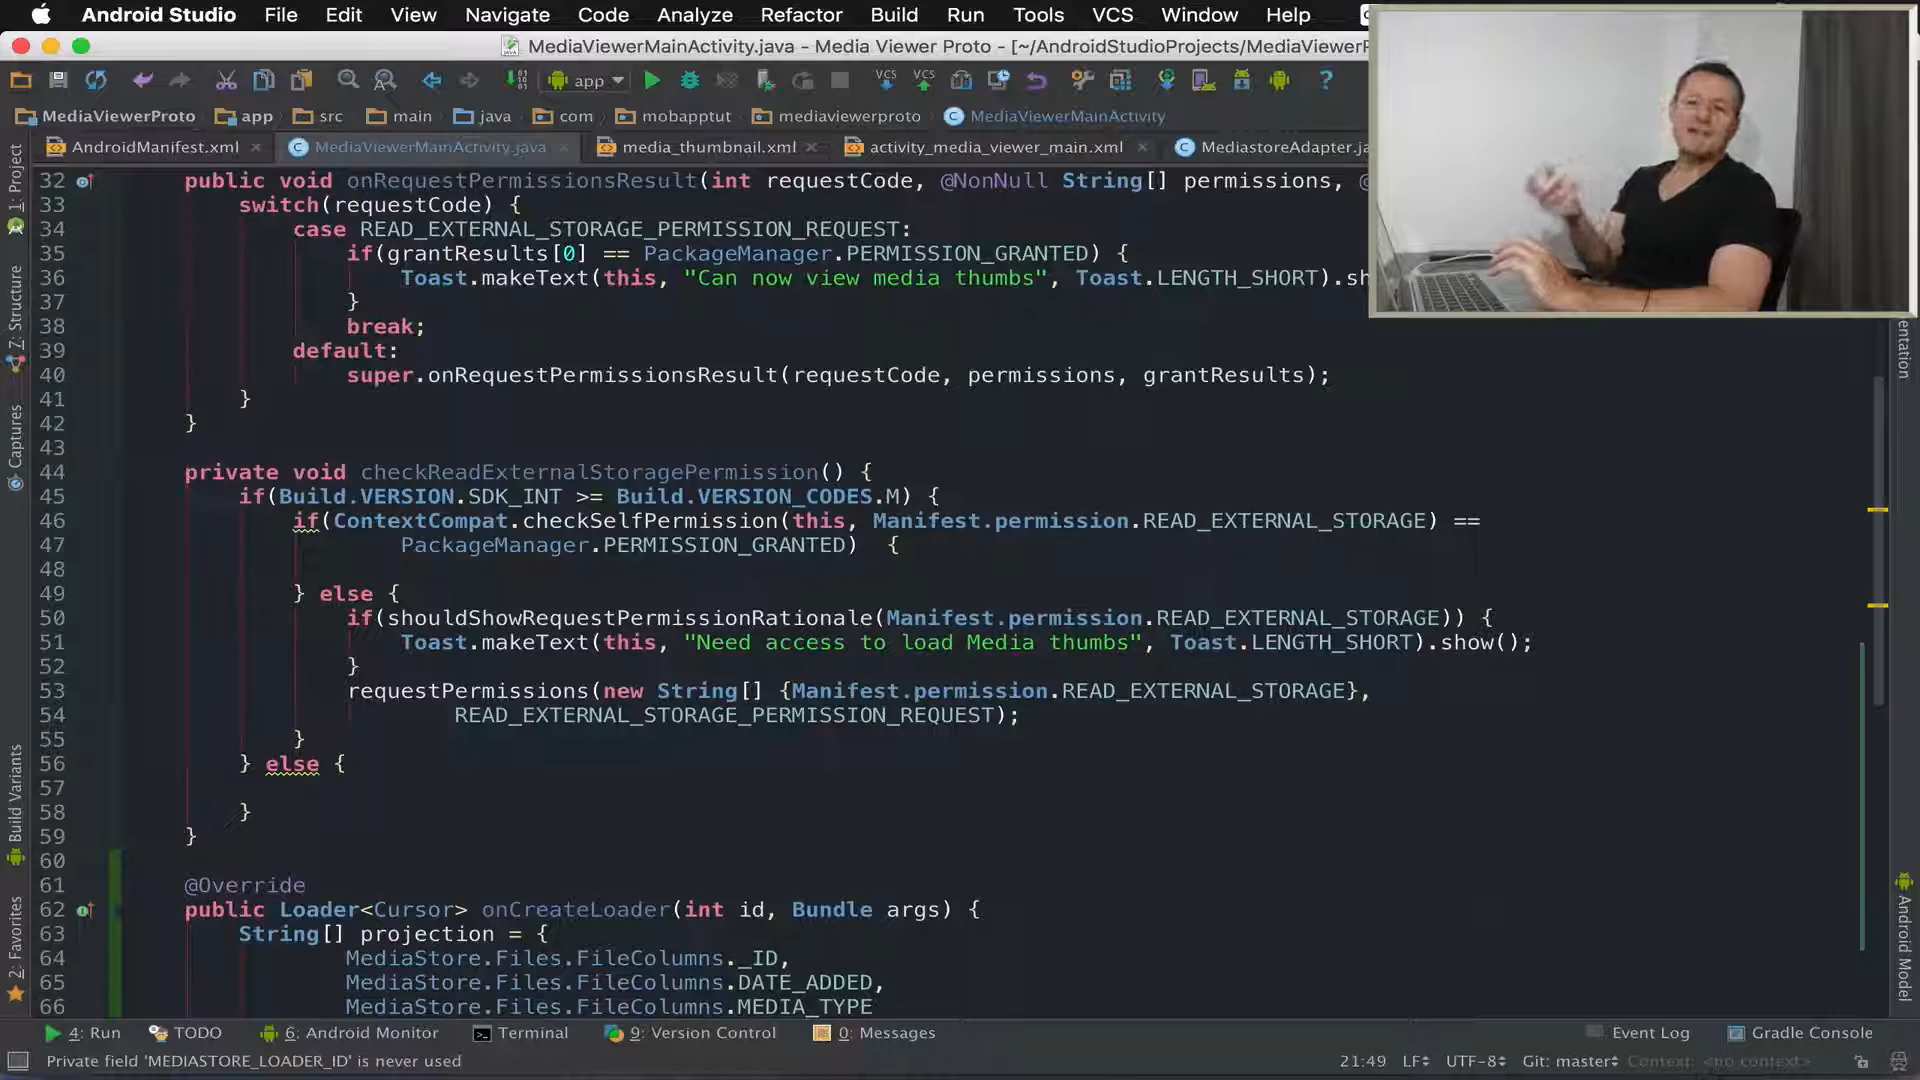 Android Studio File Edit View Navigate Code Analyze Refactor Build Run Tools VCS Window Help
MediaViewerMainActivity.java - Media Viewer Proto - [~/AndroidStudioProjects/MediaViewerP
app VCS VCS ?
MediaViewerProto app src main java com mobapptut mediaviewerproto MediaViewerMainActivity
AndroidManifest.xml MediaViewerMainActivity.java media_thumbnail.xml activity_media_viewer_main.xml MediastoreAdapter.ja
32 public void onRequestPermissionsResult(int requestCode, @NonNull String[] permissions, @
33 switch(requestCode) {
34 case READ_EXTERNAL_STORAGE_PERMISSION_REQUEST:
35 if(grantResults[0] == PackageManager.PERMISSION_GRANTED) {
36 Toast.makeText(this, "Can now view media thumbs", Toast.LENGTH_SHORT).sh
37 }
38 break;
39 default:
40 super.onRequestPermissionsResult(requestCode, permissions, grantResults);
41 }
42 }
43
44 private void checkReadExternalStoragePermission() {
45 if(Build.VERSION.SDK_INT >= Build.VERSION_CODES.M) {
46 if(ContextCompat.checkSelfPermission(this, Manifest.permission.READ_EXTERNAL_STORAGE) ==
47 PackageManager.PERMISSION_GRANTED) {
48
49 } else {
50 if(shouldShowRequestPermissionRationale(Manifest.permission.READ_EXTERNAL_STORAGE)) {
51 Toast.makeText(this, "Need access to load Media thumbs", Toast.LENGTH_SHORT).show();
52 }
53 requestPermissions(new String[] {Manifest.permission.READ_EXTERNAL_STORAGE},
54 READ_EXTERNAL_STORAGE_PERMISSION_REQUEST);
55 }
56 } else {
57
58 }
59 }
60
61 @Override
62 public Loader<Cursor> onCreateLoader(int id, Bundle args) {
63 String[] projection = {
64 MediaStore.Files.FileColumns._ID,
65 MediaStore.Files.FileColumns.DATE_ADDED,
66 MediaStore.Files.FileColumns.MEDIA_TYPE
1: Project
7: Structure
Captures
Build Variants
2: Favorites
entation
Android Model
4: Run TODO 6: Android Monitor Terminal 9: Version Control 0: Messages Event Log Gradle Console
Private field 'MEDIASTORE_LOADER_ID' is never used 21:49 LF UTF-8 Git: master Context: <no context>